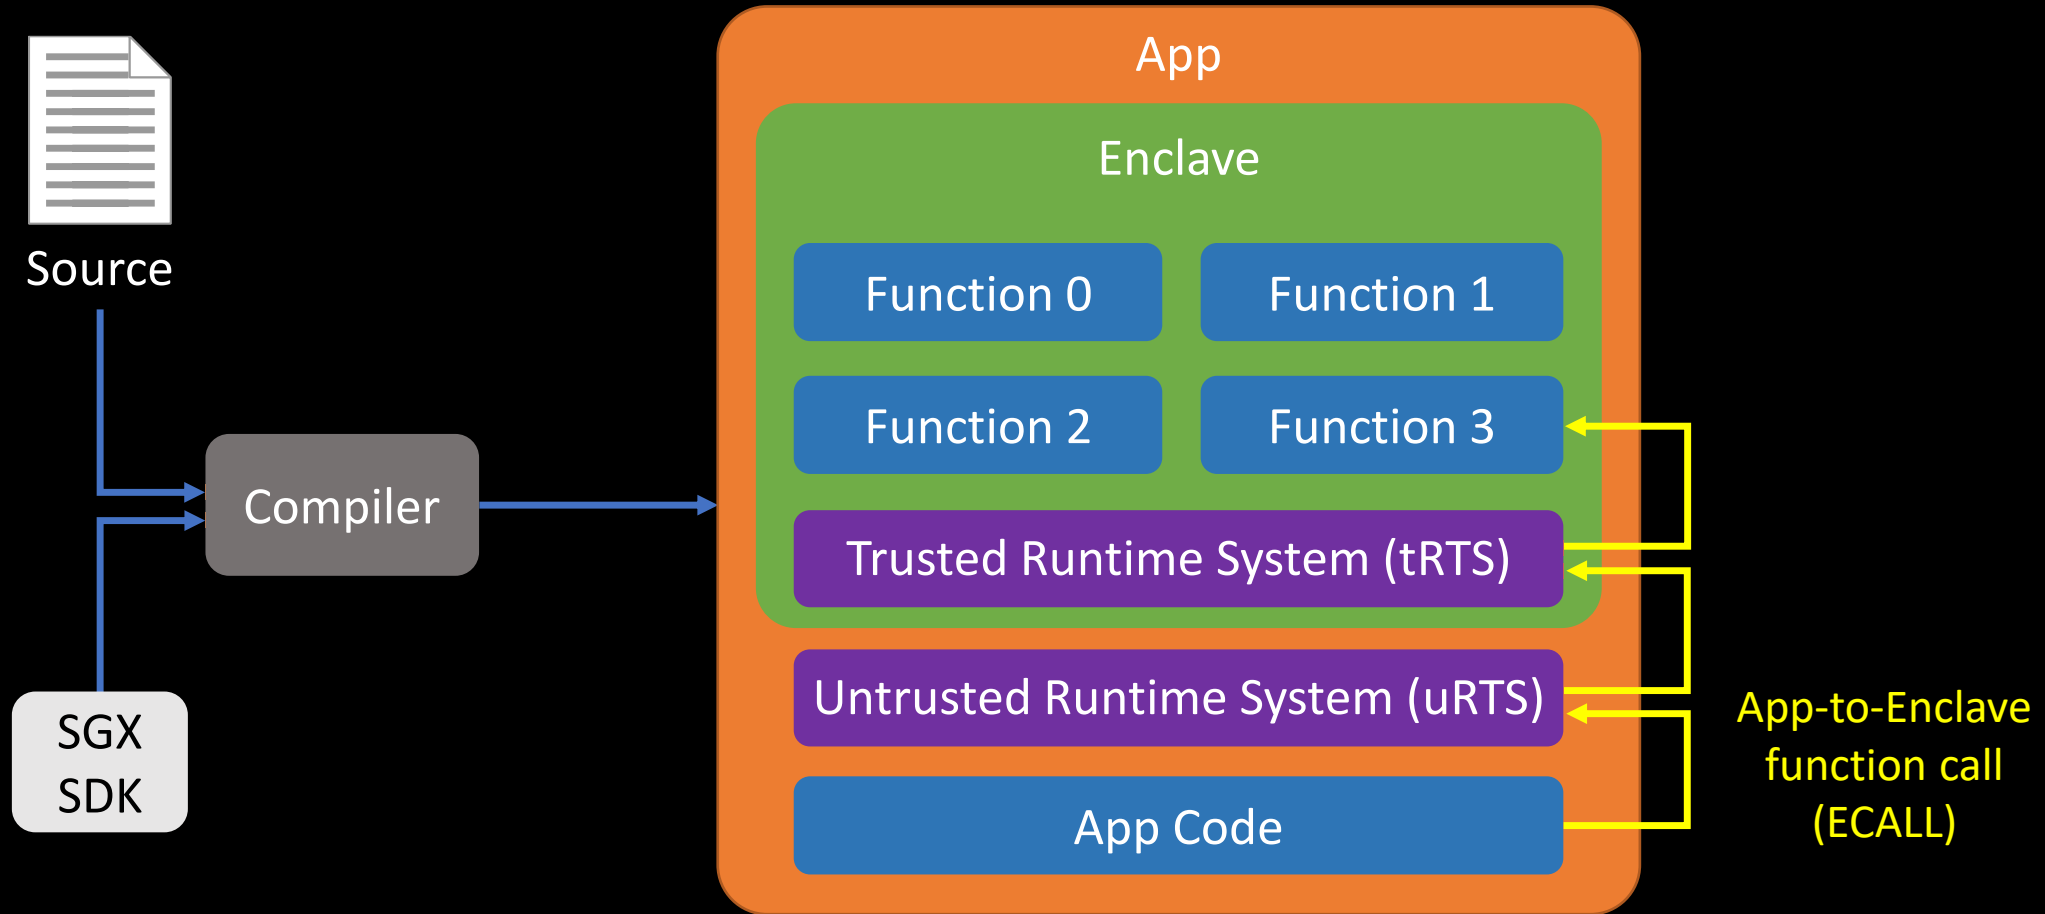 Source
SGX
SDK
Compiler
App
Enclave
Function 0
Function 1
Function 2
Function 3
Trusted Runtime System (tRTS)
Untrusted Runtime System (uRTS)
App Code
App-to-Enclave
function call
(ECALL)